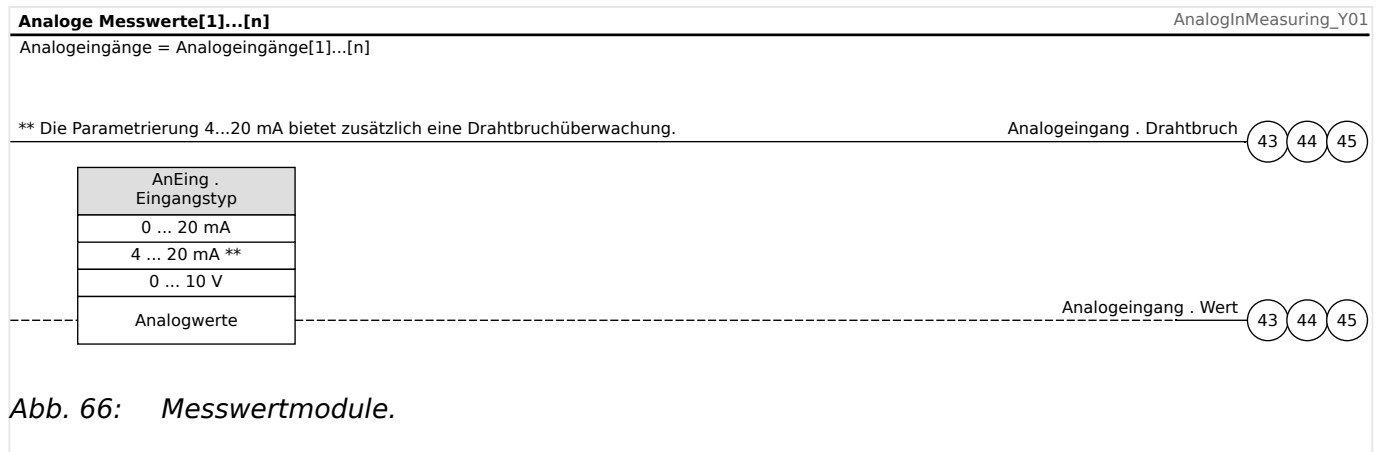 Analoge Messwerte[1]...[n]
AnalogInMeasuring_Y01
Analogeingänge = Analogeingänge[1]...[n]
** Die Parametrierung 4...20 mA bietet zusätzlich eine Drahtbruchüberwachung.
Analogeingang . Drahtbruch
43 44 45
AnEing .
Eingangstyp
0 ... 20 mA
4 ... 20 mA **
0 ... 10 V
Analogwerte
Analogeingang . Wert
43 44 45
Abb. 66: Messwertmodule.